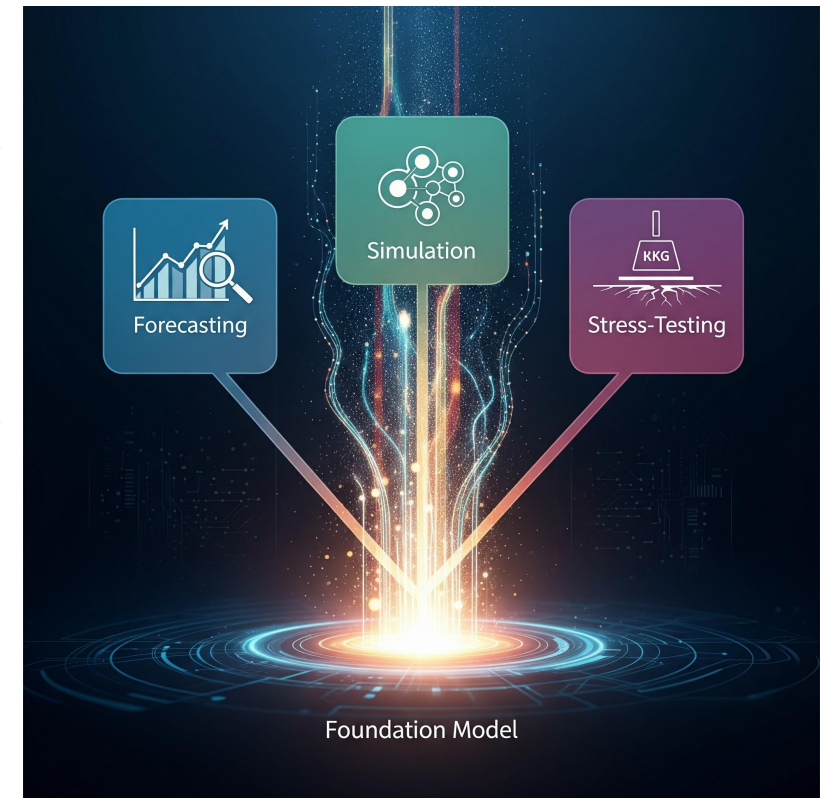 Simulation
Forecasting
KKG
Stress-Testing
Foundation Model